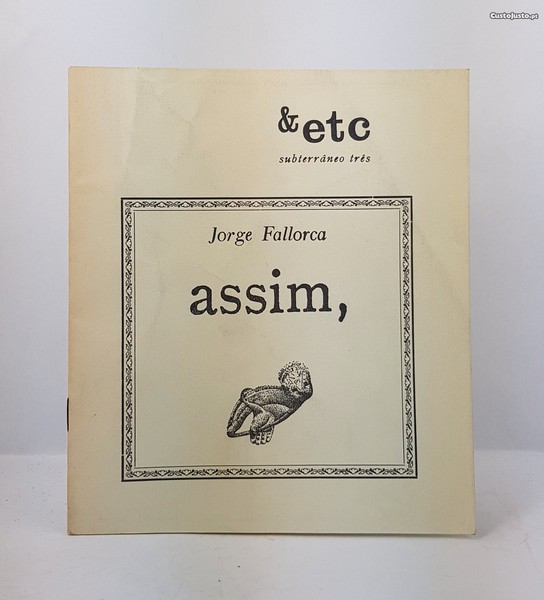 CustoJusto.pt
& etc
subterrâneo três
Jorge Fallorca
assim,